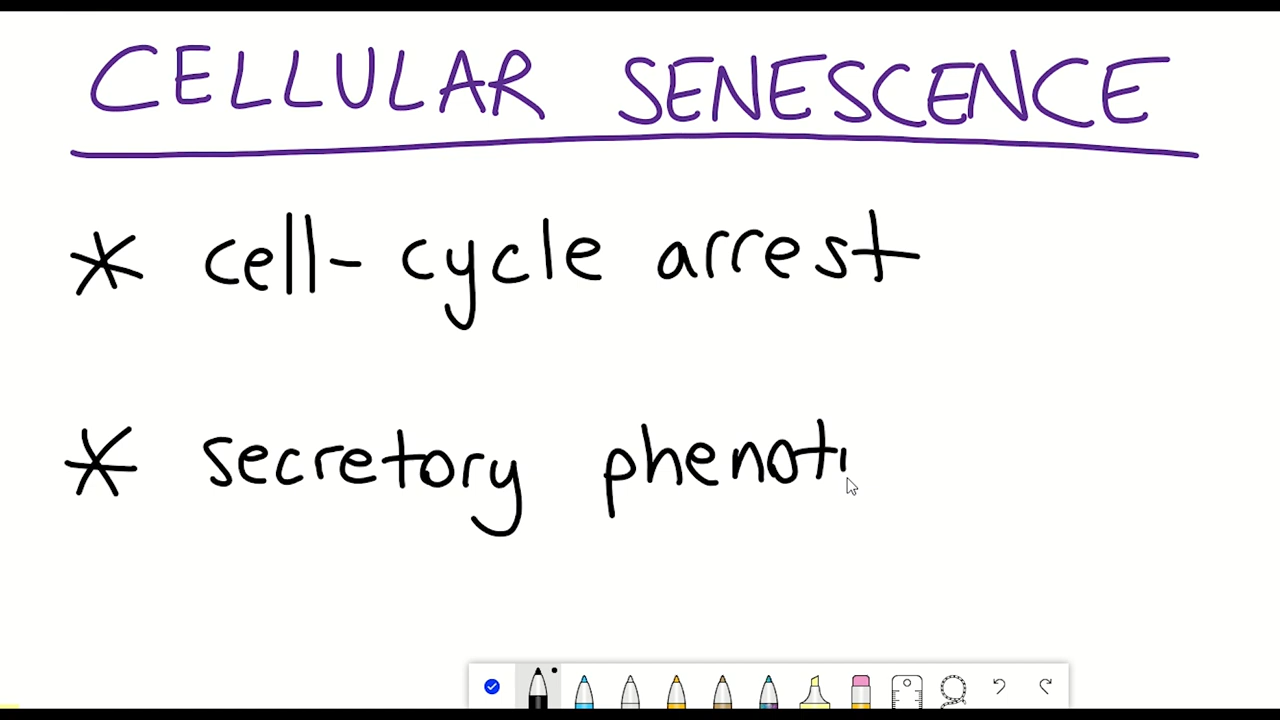 CELLULAR SENESCENCE
* cell-cycle arrest
* secretory phenot